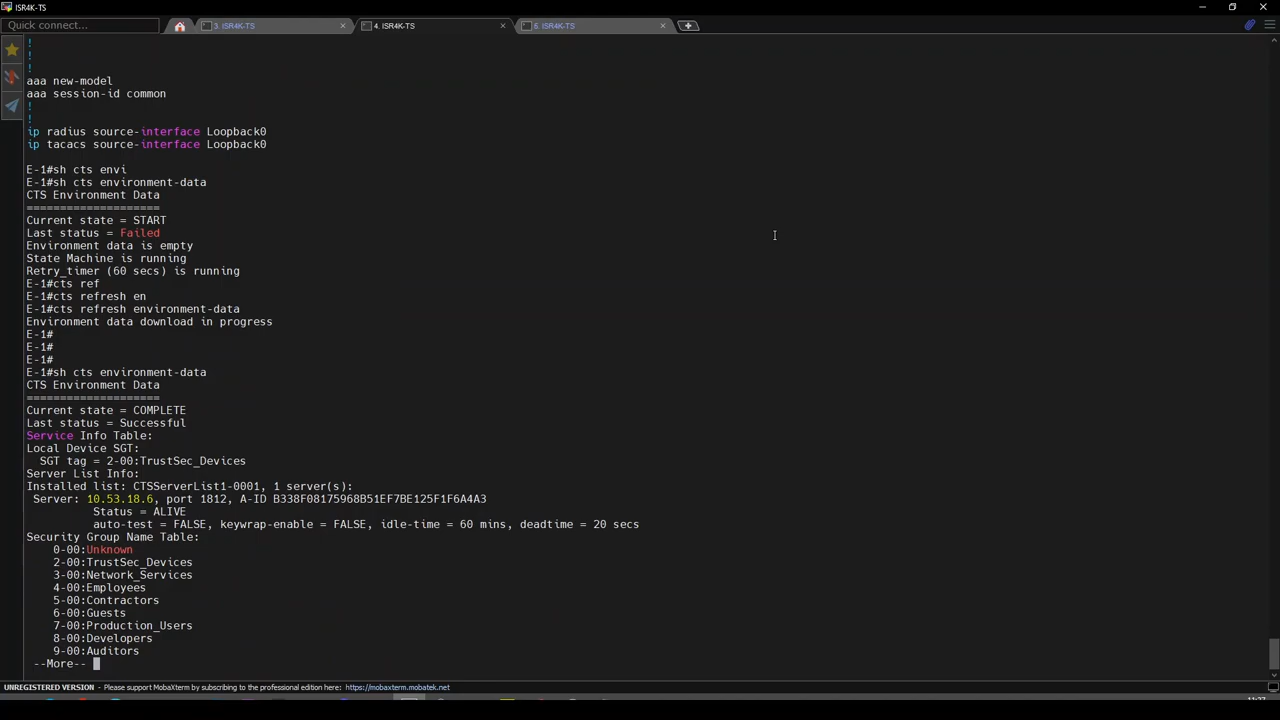 ISR4K-TS
Quick connect...
3. ISR4K-TS
4. ISR4K-TS
6. ISR4K-TS
!
!
!
aaa new-model
aaa session-id common
!
!
ip radius source-interface Loopback0
ip tacacs source-interface Loopback0
E-1#sh cts envi
E-1#sh cts environment-data
CTS Environment Data
====================
Current state = START
Last status = Failed
Environment data is empty
State Machine is running
Retry_timer (60 secs) is running
E-1#cts ref
E-1#cts refresh en
E-1#cts refresh environment-data
Environment data download in progress
E-1#
E-1#
E-1#
E-1#sh cts environment-data
CTS Environment Data
====================
Current state = COMPLETE
Last status = Successful
Service Info Table:
Local Device SGT:
SGT tag = 2-00:TrustSec_Devices
Server List Info:
Installed list: CTSServerList1-0001, 1 server(s):
Server: 10.53.18.6, port 1812, A-ID B338F08175968B51EF7BE125F1F6A4A3
Status = ALIVE
auto-test = FALSE, keywrap-enable = FALSE, idle-time = 60 mins, deadtime = 20 secs
Security Group Name Table:
0-00:Unknown
2-00:TrustSec_Devices
3-00:Network_Services
4-00:Employees
5-00:Contractors
6-00:Guests
7-00:Production_Users
8-00:Developers
9-00:Auditors
--More--
UNREGISTERED VERSION - Please support MobaXterm by subscribing to the professional edition here: https://mobaxterm.mobatek.net